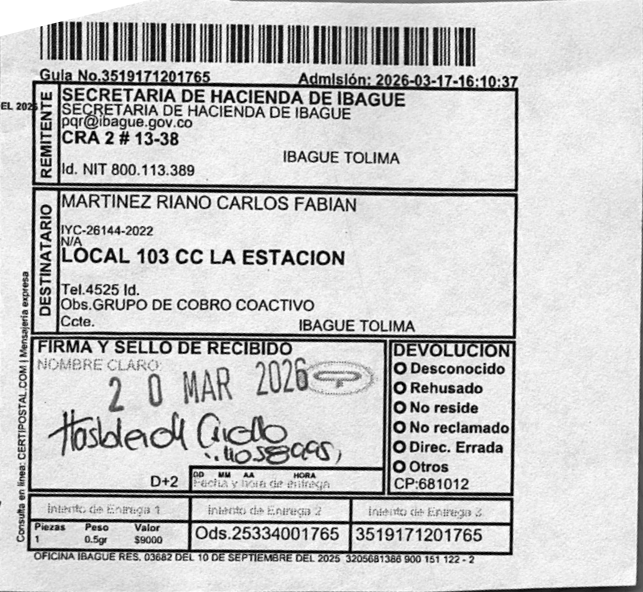 Guia No.3519171201765
Admisión: 2026-03-17-16:10:37
EL 2025
REMITENTE
SECRETARIA DE HACIENDA DE IBAGUE
SECRETARIA DE HACIENDA DE IBAGUE
pqr@ibague.gov.co
CRA 2 # 13-38
IBAGUE TOLIMA
Id. NIT 800.113.389
DESTINATARIO
MARTINEZ RIANO CARLOS FABIAN
IYC-26144-2022
N/A
LOCAL 103 CC LA ESTACION
Tel.4525 Id.
Obs.GRUPO DE COBRO COACTIVO
Ccte.
IBAGUE TOLIMA
Consulta en linea: CERTIPOSTAL.COM | Mensajeria expresa
FIRMA Y SELLO DE RECIBIDO
NOMBRE CLARO:
20 MAR 2026
D+2
DD MM AA HORA
Fecha y hora de entrega
DEVOLUCION
Desconocido
Rehusado
No reside
No reclamado
Direc. Errada
Otros
CP:681012
Intento de Entrega 1
Intento de Entrega 2
Intento de Entrega 3
Piezas Peso Valor
1 0.5gr $9000
Ods.25334001765
3519171201765
OFICINA IBAGUE RES. 03682 DEL 10 DE SEPTIEMBRE DEL 2025 3205681386 900 151 122 - 2